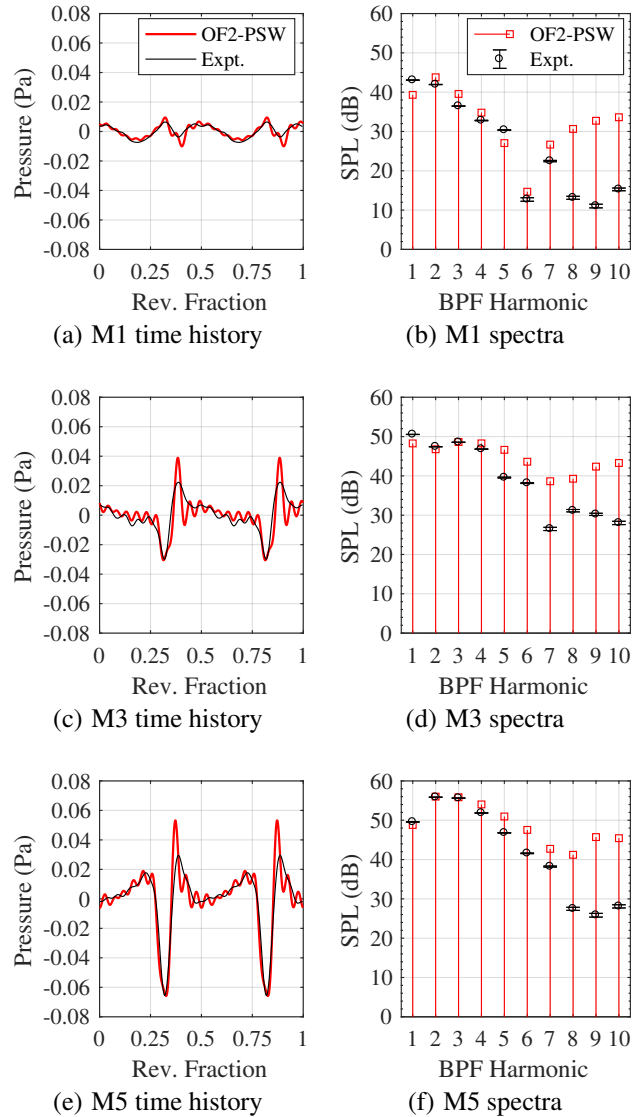 0.08
0.06
0.04
0.02
0
-0.02
-0.04
-0.06
-0.08
Pressure (Pa)
OF2-PSW
Expt.
0 0.25 0.5 0.75 1
Rev. Fraction
(a) M1 time history
60
50
40
30
20
10
0
SPL (dB)
OF2-PSW
Expt.
1 2 3 4 5 6 7 8 9 10
BPF Harmonic
(b) M1 spectra
0.08
0.06
0.04
0.02
0
-0.02
-0.04
-0.06
-0.08
Pressure (Pa)
0 0.25 0.5 0.75 1
Rev. Fraction
(c) M3 time history
60
50
40
30
20
10
0
SPL (dB)
1 2 3 4 5 6 7 8 9 10
BPF Harmonic
(d) M3 spectra
0.08
0.06
0.04
0.02
0
-0.02
-0.04
-0.06
-0.08
Pressure (Pa)
0 0.25 0.5 0.75 1
Rev. Fraction
(e) M5 time history
60
50
40
30
20
10
0
SPL (dB)
1 2 3 4 5 6 7 8 9 10
BPF Harmonic
(f) M5 spectra